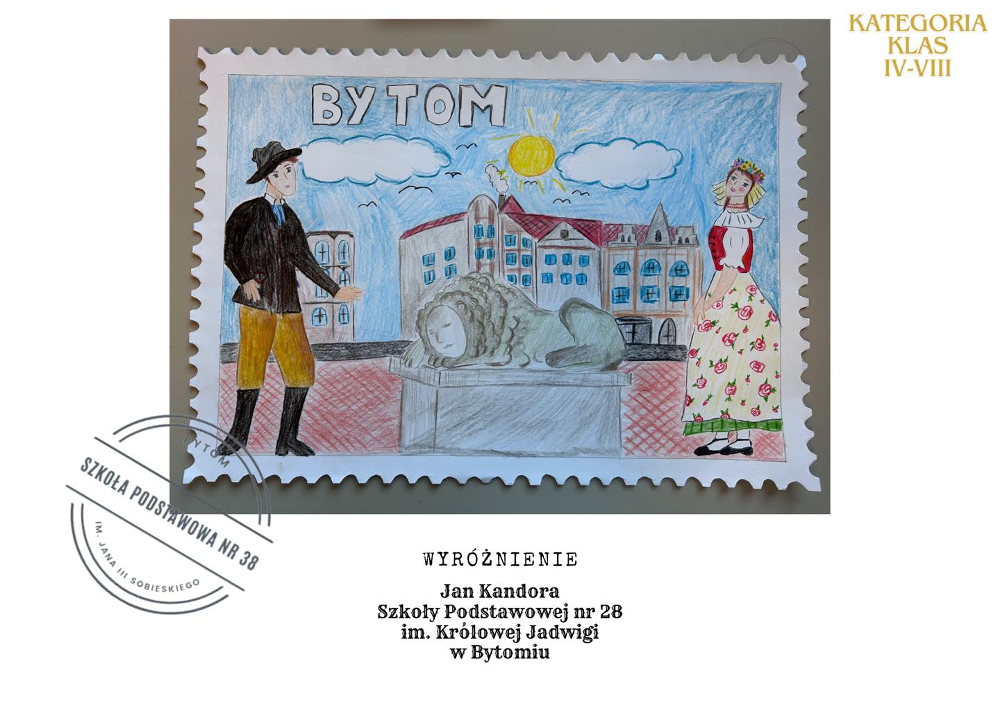 KATEGORIA
KLAS
IV-VIII
BYTOM
BYTOM
SZKOŁA PODSTAWOWA NR 38
IM. JANA III SOBIESKIEGO
WYRÓŻNIENIE
Jan Kandora
Szkoły Podstawowej nr 28
im. Królowej Jadwigi
w Bytomiu